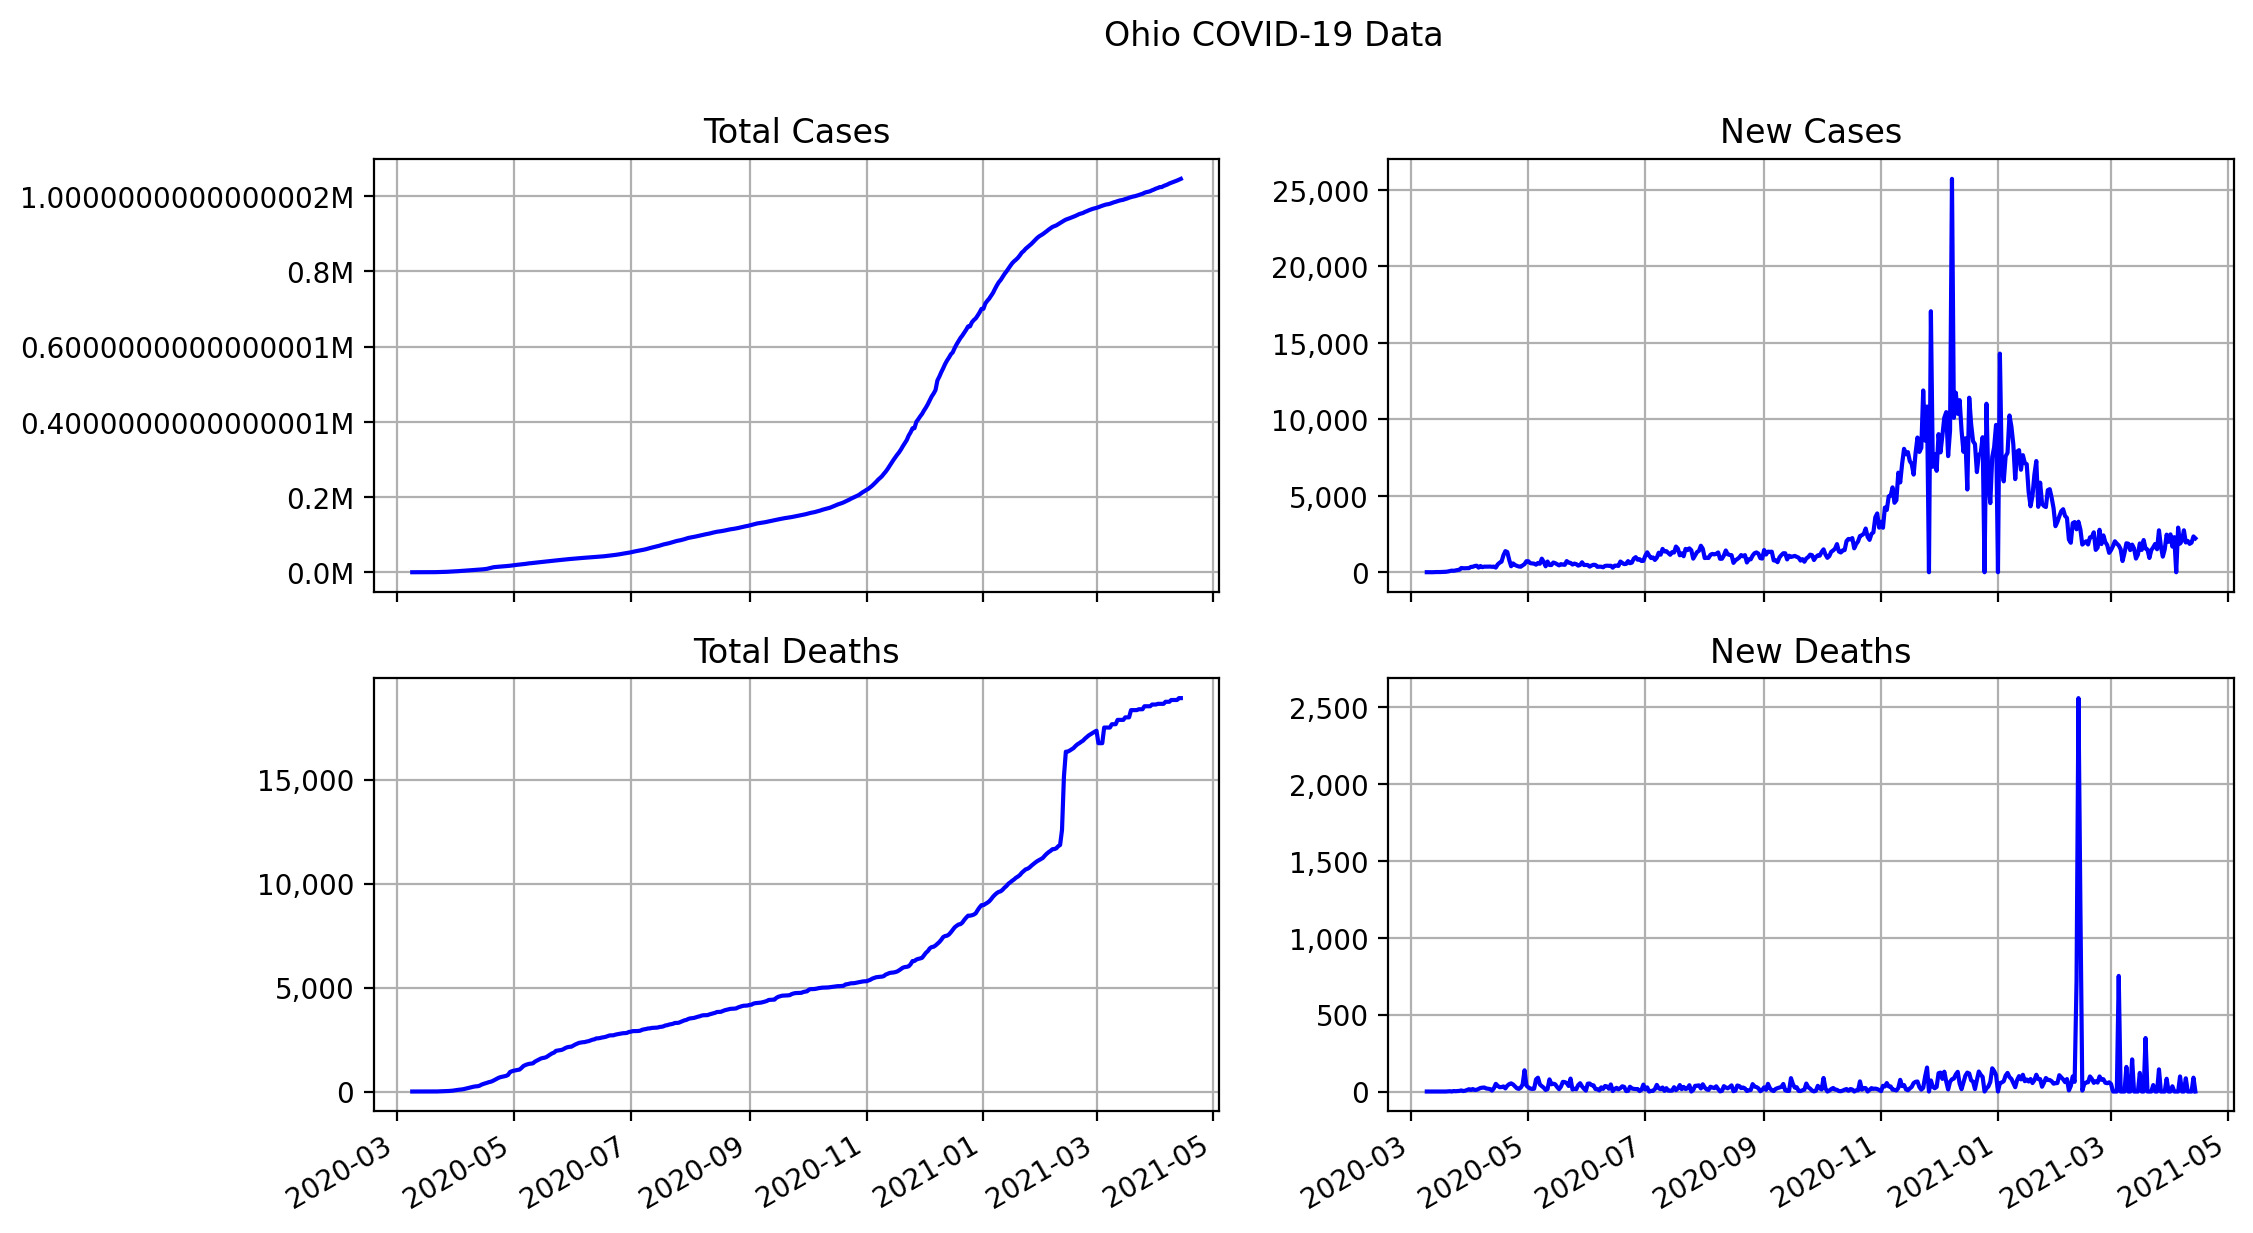 Ohio COVID-19 Data
Total Cases
1.0000000000000002M
0.8M
0.6000000000000001M
0.4000000000000001M
0.2M
0.0M
New Cases
25,000
20,000
15,000
10,000
5,000
0
Total Deaths
15,000
10,000
5,000
0
2020-03
2020-05
2020-07
2020-09
2020-11
2021-01
2021-03
2021-05
New Deaths
2,500
2,000
1,500
1,000
500
0
2020-03
2020-05
2020-07
2020-09
2020-11
2021-01
2021-03
2021-05